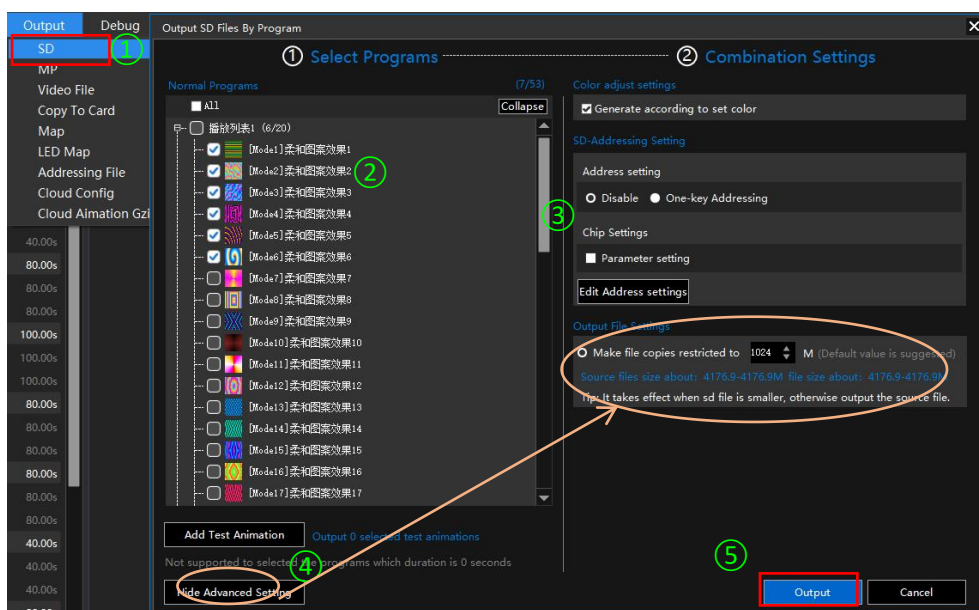 Output Debug Output SD Files By Program
SD ①
MP
Video File
Copy To Card
Map
LED Map
Addressing File
Cloud Config
Cloud Aimation Gzi
40.00s
80.00s
80.00s
80.00s
100.00s
100.00s
100.00s
80.00s
80.00s
80.00s
80.00s
80.00s
80.00s
40.00s
40.00s
40.00s
① Select Programs
Normal Programs (7/53)
All Collapse
播放列表1 (6/20)
[Mode1]柔和图案效果1
[Mode2]柔和图案效果2 ②
[Mode3]柔和图案效果3
[Mode4]柔和图案效果4
[Mode5]柔和图案效果5
[Mode6]柔和图案效果6
[Mode7]柔和图案效果7
[Mode8]柔和图案效果8
[Mode9]柔和图案效果9
[Mode10]柔和图案效果10
[Mode11]柔和图案效果11
[Mode12]柔和图案效果12
[Mode13]柔和图案效果13
[Mode14]柔和图案效果14
[Mode15]柔和图案效果15
[Mode16]柔和图案效果16
[Mode17]柔和图案效果17
Add Test Animation Output 0 selected test animations
Not supported to selected the programs which duration is 0 seconds
④
Hide Advanced Setting
② Combination Settings
Color adjust settings
Generate according to set color
SD-Addressing Setting
Address setting
Disable One-key Addressing
③
Chip Settings
Parameter setting
Edit Address settings
Output File Settings
Make file copies restricted to 1024 M (Default value is suggested)
Source files size about: 4176.9-4176.9M file size about: 4176.9-4176.9M
Tip: It takes effect when sd file is smaller, otherwise output the source file.
⑤
Output Cancel